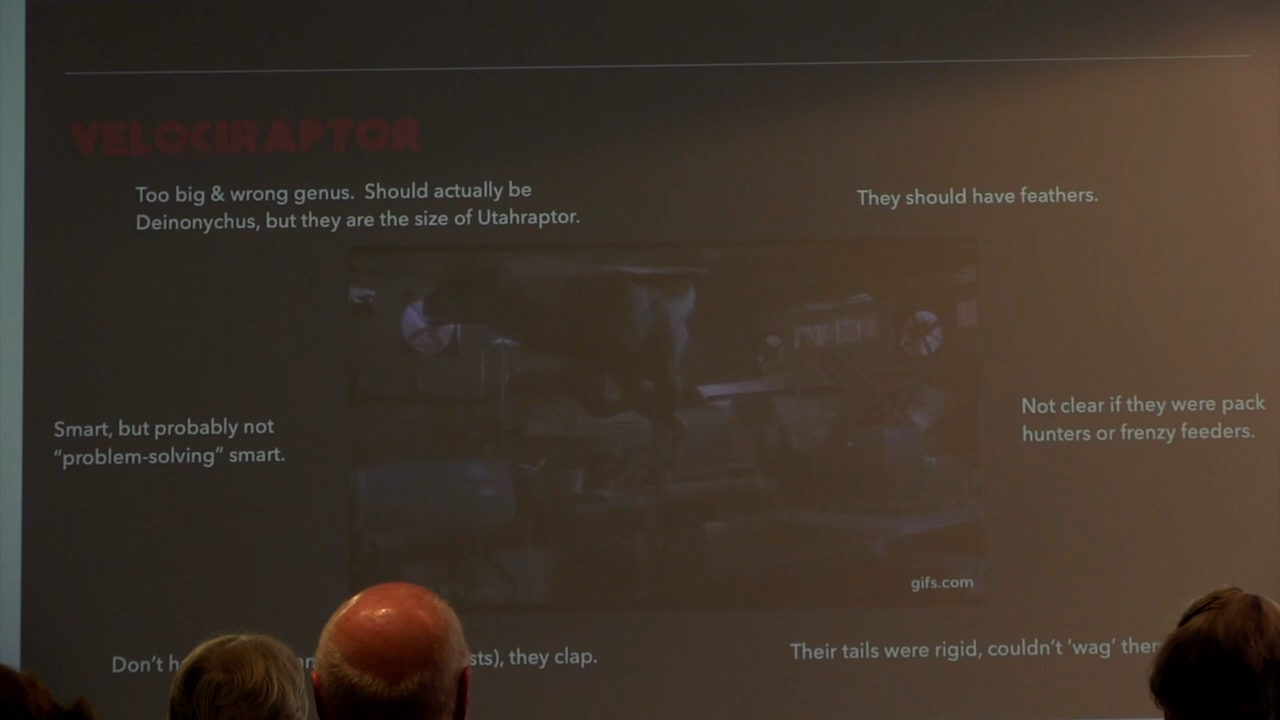 VELOCIRAPTOR
Too big & wrong genus. Should actually be
Deinonychus, but they are the size of Utahraptor.
They should have feathers.
Smart, but probably not
“problem-solving” smart.
Not clear if they were pack
hunters or frenzy feeders.
gifs.com
Don't they clap.
Their tails were rigid, couldn't ‘wag’